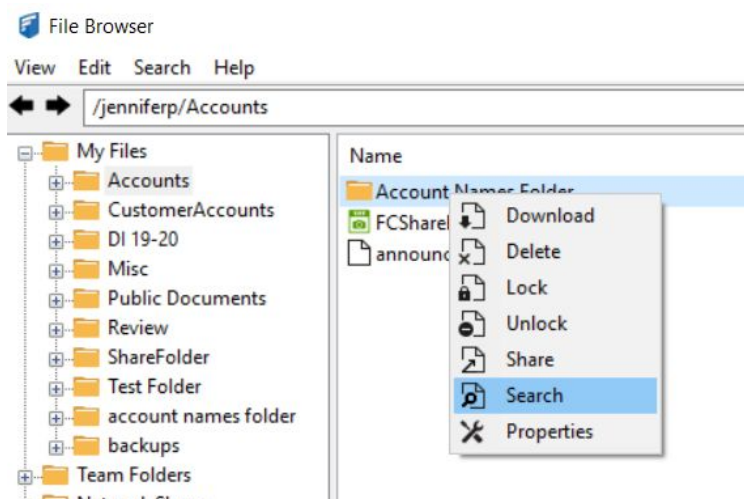 File Browser
View Edit Search Help
/jenniferp/Accounts
My Files
Accounts
CustomerAccounts
DI 19-20
Misc
Public Documents
Review
ShareFolder
Test Folder
account names folder
backups
Team Folders
Name
Account Names Folder
FCShare
announ
Download
Delete
Lock
Unlock
Share
Search
Properties